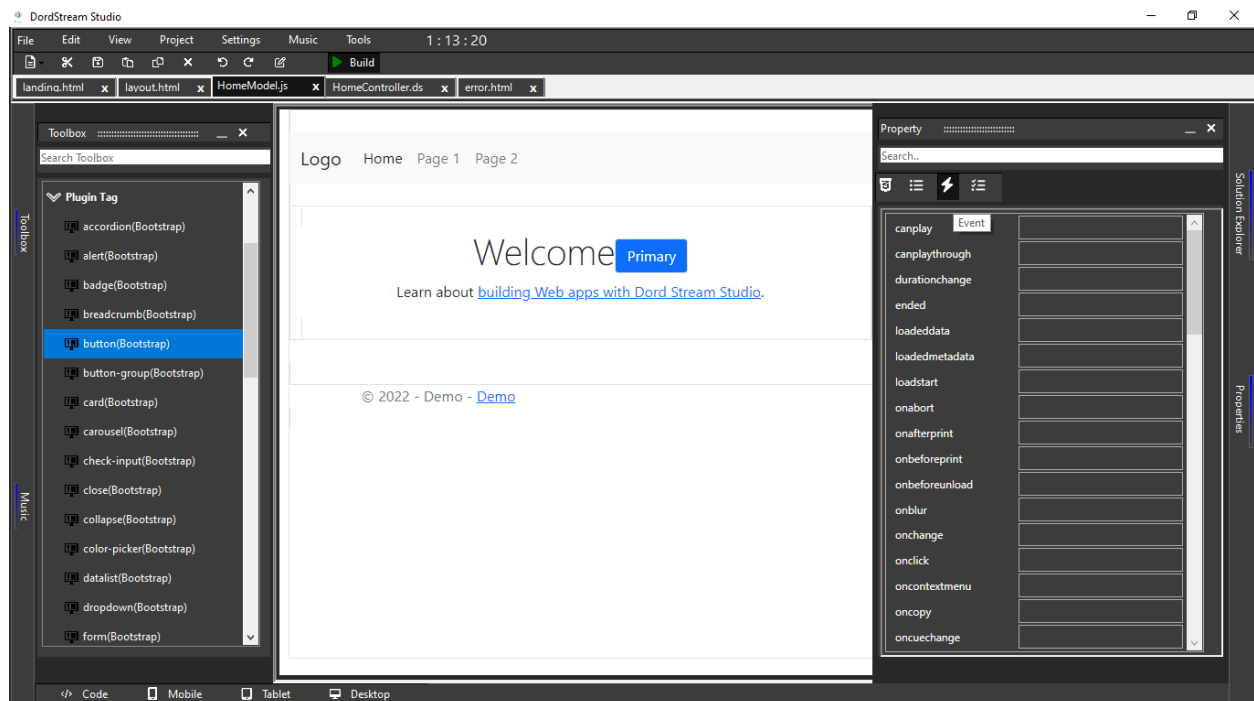 DordStream Studio
File Edit View Project Settings Music Tools 1 : 13 : 20
Build
landing.html x layout.html x HomeModel.js x HomeController.ds x error.html x
Toolbox
Search Toolbox
Plugin Tag
accordion(Bootstrap)
alert(Bootstrap)
badge(Bootstrap)
breadcrumb(Bootstrap)
button(Bootstrap)
button-group(Bootstrap)
card(Bootstrap)
carousel(Bootstrap)
check-input(Bootstrap)
close(Bootstrap)
collapse(Bootstrap)
color-picker(Bootstrap)
datalist(Bootstrap)
dropdown(Bootstrap)
form(Bootstrap)
Toolbox
Music
Logo Home Page 1 Page 2
Welcome Primary
Learn about building Web apps with Dord Stream Studio.
© 2022 - Demo - Demo
Property
Search..
Event
canplay
canplaythrough
durationchange
ended
loadeddata
loadedmetadata
loadstart
onabort
onafterprint
onbeforeprint
onbeforeunload
onblur
onchange
onclick
oncontextmenu
oncopy
oncuechange
Solution Explorer
Properties
Code Mobile Tablet Desktop